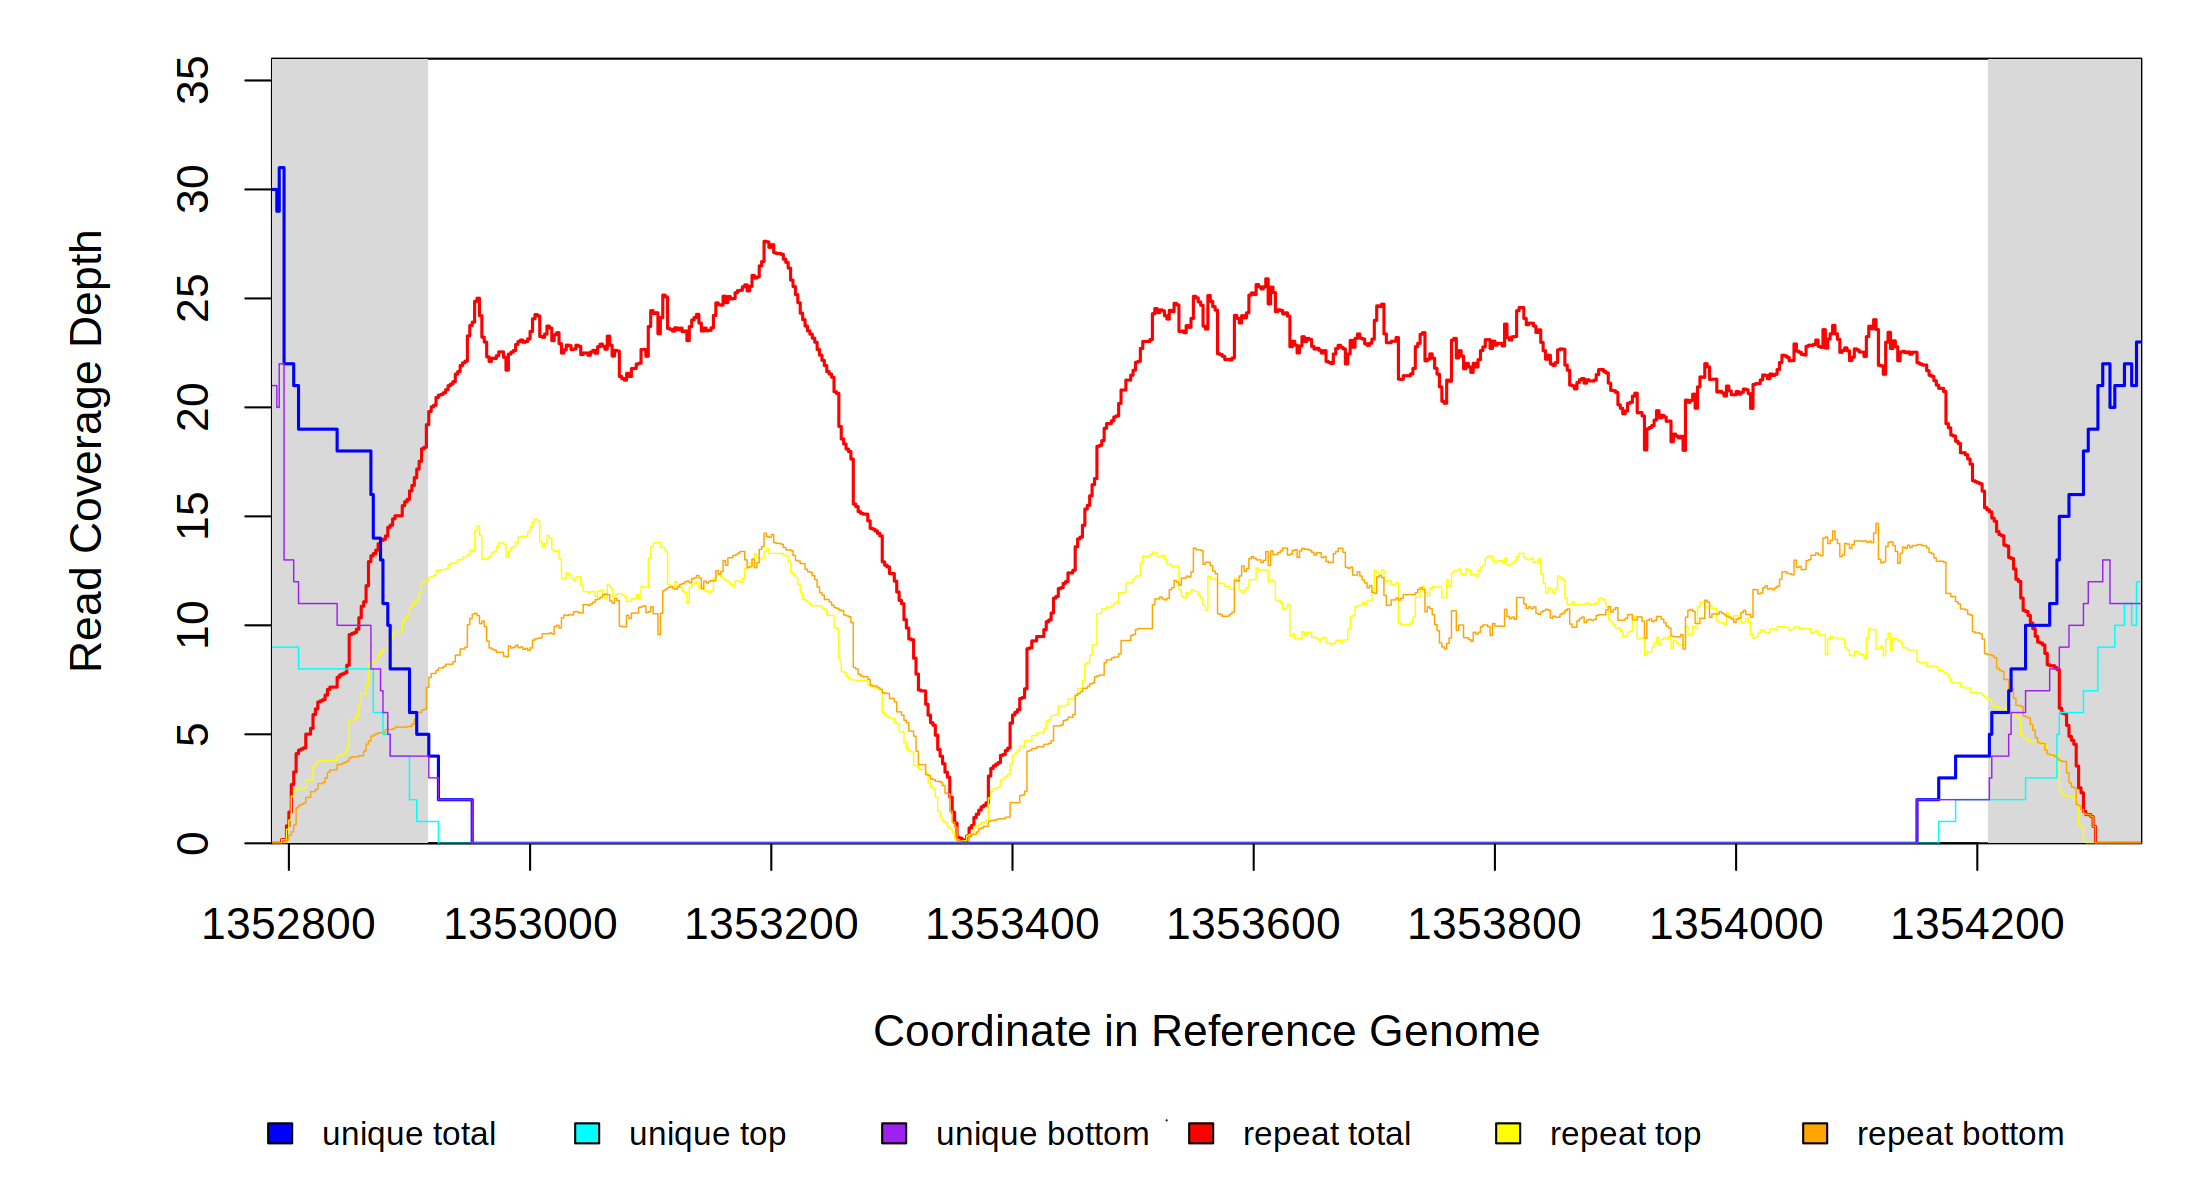 35
30
25
20
15
10
5
0
Read Coverage Depth
1352800 1353000 1353200 1353400 1353600 1353800 1354000 1354200
Coordinate in Reference Genome
unique total unique top unique bottom repeat total repeat top repeat bottom